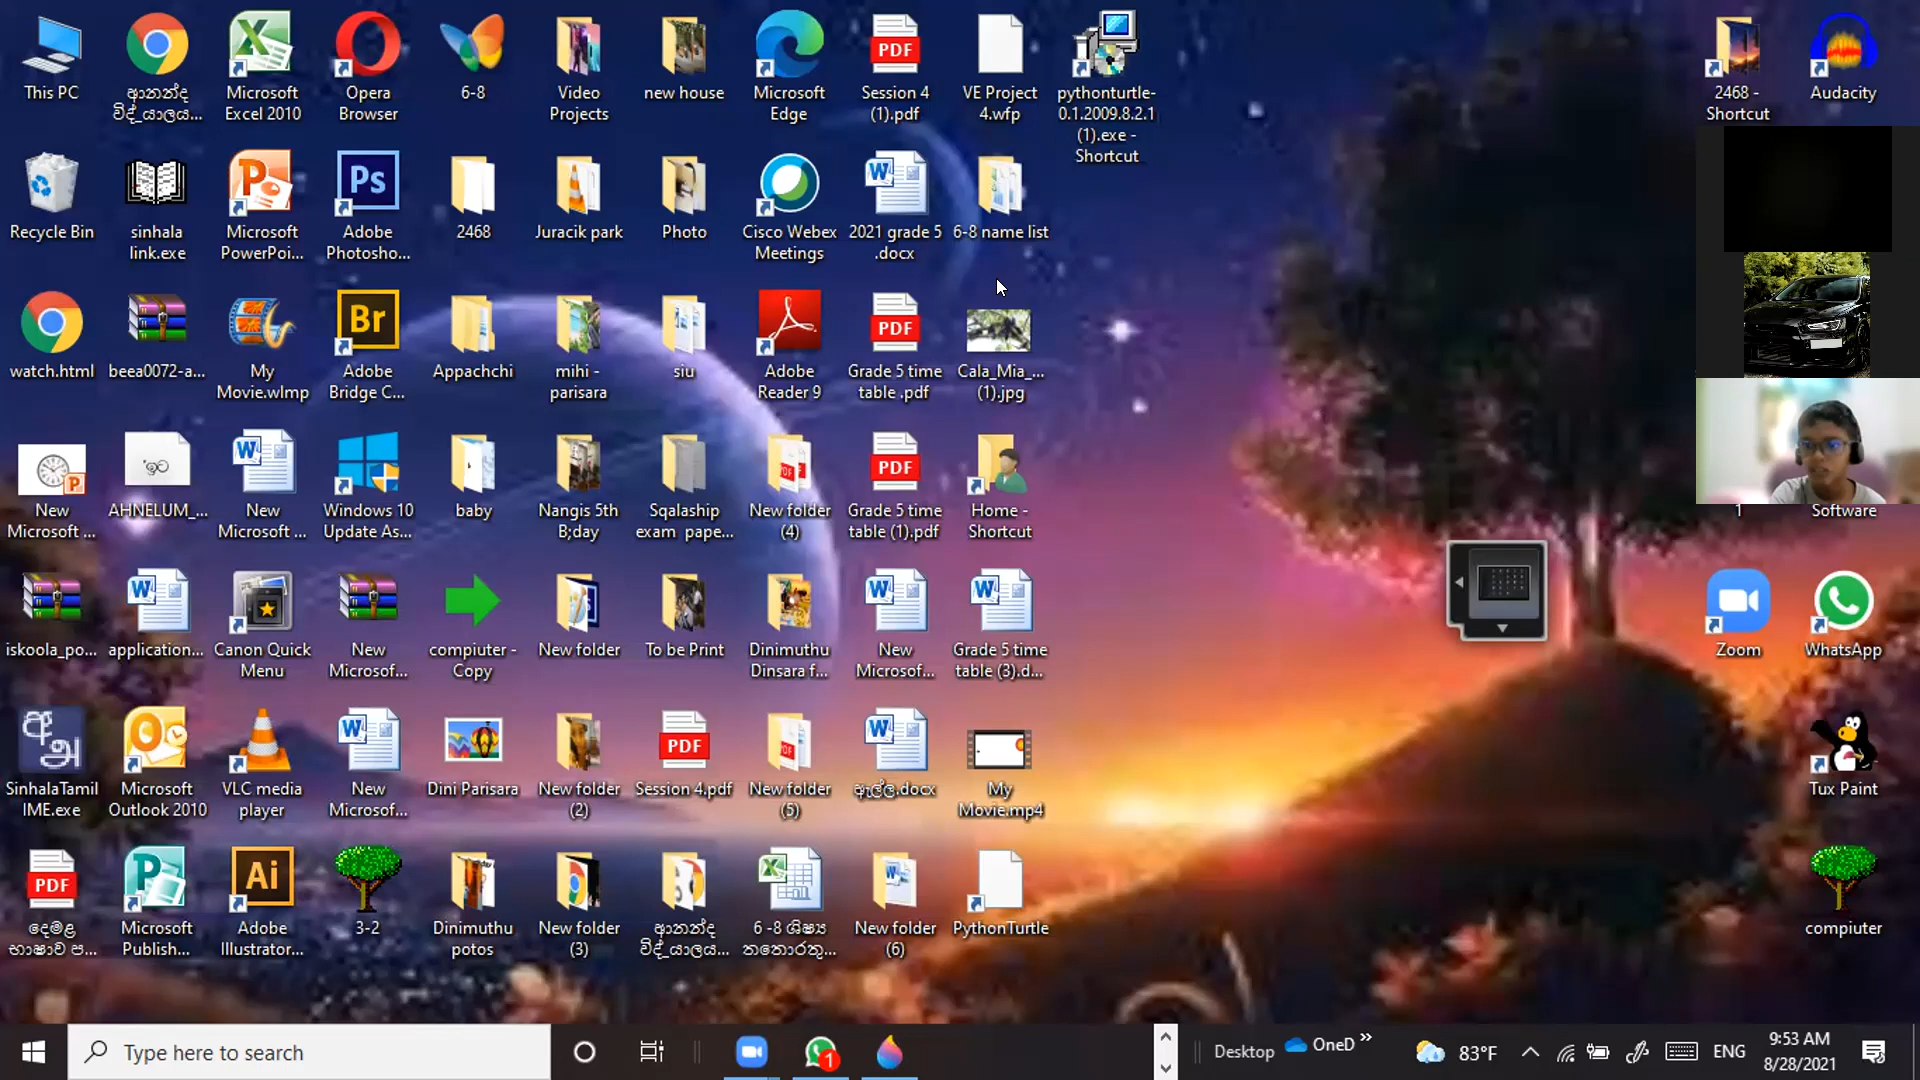 This PC
ආනන්ද
විද්‍යාලය...
Microsoft
Excel 2010
Opera
Browser
6-8
Video
Projects
new house
Microsoft
Edge
Session 4
(1).pdf
VE Project
4.wfp
pythonturtle-
0.1.2009.8.2.1
(1).exe -
Shortcut
2468 -
Shortcut
Audacity
Recycle Bin
sinhala
link.exe
Microsoft
PowerPoi...
Adobe
Photosho...
2468
Juracik park
Photo
Cisco Webex
Meetings
2021 grade 5
.docx
6-8 name list
watch.html
beea0072-a...
My
Movie.wlmp
Adobe
Bridge C...
Appachchi
mihi -
parisara
siu
Adobe
Reader 9
Grade 5 time
table .pdf
Cala_Mia_...
(1).jpg
New
Microsoft ...
AHNELUM_...
New
Microsoft ...
Windows 10
Update As...
baby
Nangis 5th
B;day
Sqalaship
exam pape...
New folder
(4)
Grade 5 time
table (1).pdf
Home -
Shortcut
1
Software
iskoola_po...
application...
Canon Quick
Menu
New
Microsof...
compiuter -
Copy
New folder
To be Print
Dinimuthu
Dinsara f...
New
Microsof...
Grade 5 time
table (3).d...
Zoom
WhatsApp
SinhalaTamil
IME.exe
Microsoft
Outlook 2010
VLC media
player
New
Microsof...
Dini Parisara
New folder
(2)
Session 4.pdf
New folder
(5)
ඇල්ල.docx
My
Movie.mp4
Tux Paint
දෙමළ
භාෂාව ප...
Microsoft
Publish...
Adobe
Illustrator...
3-2
Dinimuthu
potos
New folder
(3)
ආනන්ද
විද්‍යාලය...
6 -8 ශිෂ්‍ය
තතොරතු...
New folder
(6)
PythonTurtle
compiuter
Type here to search
1
Desktop
OneD
83°F
ENG
9:53 AM
8/28/2021